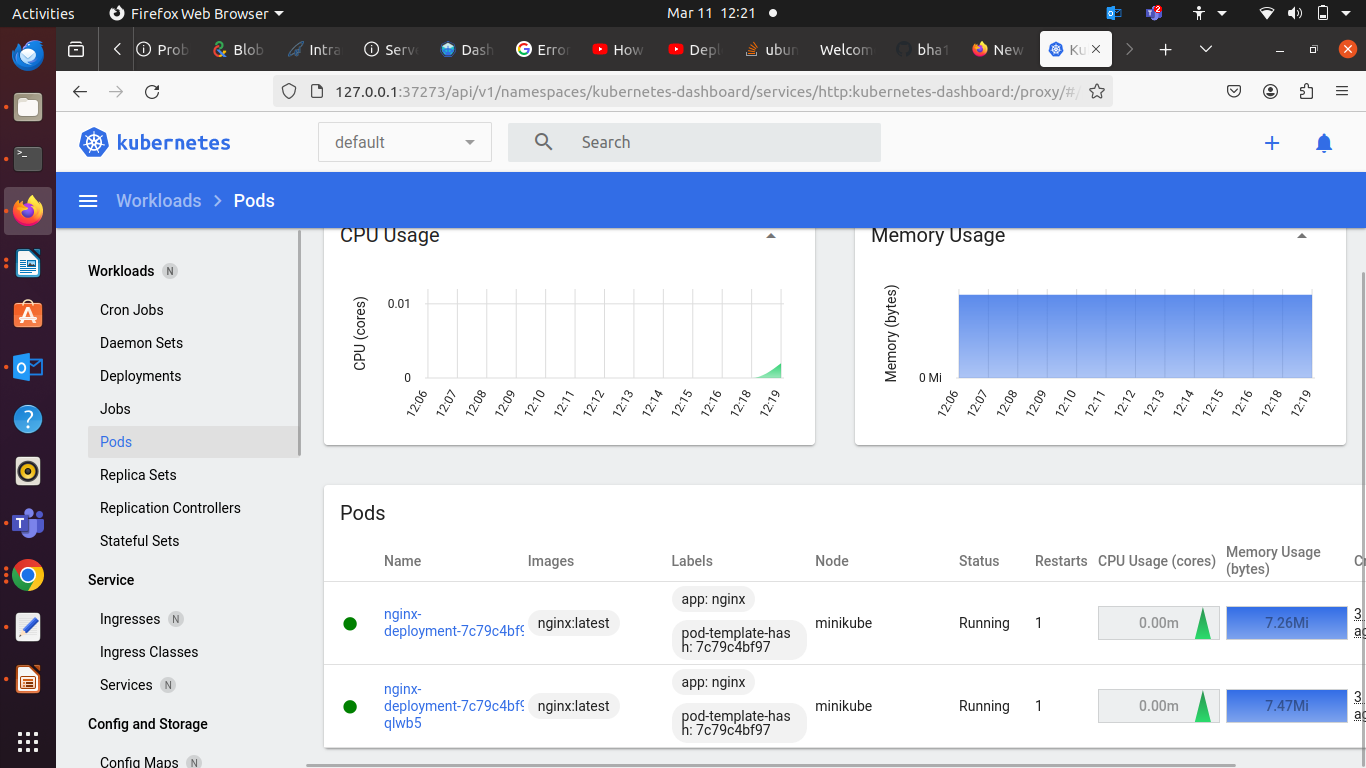 Activities Firefox Web Browser Mar 11 12:21 2
Prob Blob Intra Serv Dash Erro How Depl ubun Welcom bha1 New Ku
127.0.0.1:37273/api/v1/namespaces/kubernetes-dashboard/services/http:kubernetes-dashboard:/proxy/#/
kubernetes default Search
Workloads Pods
Workloads N
Cron Jobs
Daemon Sets
Deployments
Jobs
Pods
Replica Sets
Replication Controllers
Stateful Sets
Service
Ingresses N
Ingress Classes
Services N
Config and Storage
Config Maps N
CPU Usage
CPU (cores)
0.01
0
12:06 12:07 12:08 12:09 12:10 12:11 12:12 12:13 12:14 12:15 12:16 12:18 12:19
Memory Usage
Memory (bytes)
0 Mi
12:06 12:07 12:08 12:09 12:10 12:11 12:12 12:13 12:14 12:15 12:16 12:18 12:19
Pods
Name Images Labels Node Status Restarts CPU Usage (cores) Memory Usage
(bytes)
nginx-
deployment-7c79c4bf9
nginx:latest
app: nginx
pod-template-has
h: 7c79c4bf97
minikube Running 1 0.00m 7.26Mi 3
ag
nginx-
deployment-7c79c4bf9
qlwb5
nginx:latest
app: nginx
pod-template-has
h: 7c79c4bf97
minikube Running 1 0.00m 7.47Mi 3
ag